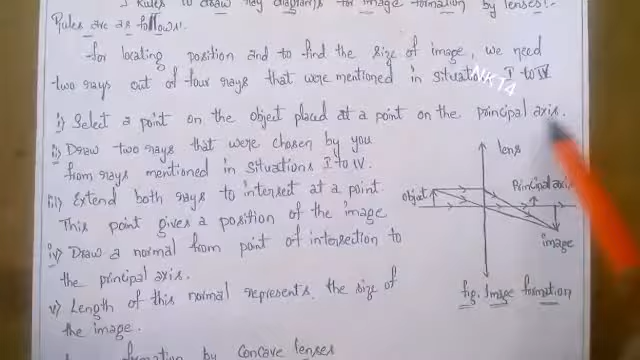 Rules to draw ray diagrams for image formation by lenses:-
Rules are as follows.
For locating position and to find the size of image, we need
two rays out of four rays that were mentioned in situat
NKT4
I to IV
i) Select a point on the object placed at a point on the principal axis.
ii) Draw two rays that were chosen by you
from rays mentioned in situations I to IV.
iii) Extend both rays to intersect at a point.
This point gives a position of the image
iv) Draw a normal from point of intersection to
the principal axis.
v) Length of this normal represents the size of
the image.
lens
object
Principal axis
image
fig. Image formation
formation by Concave lenses